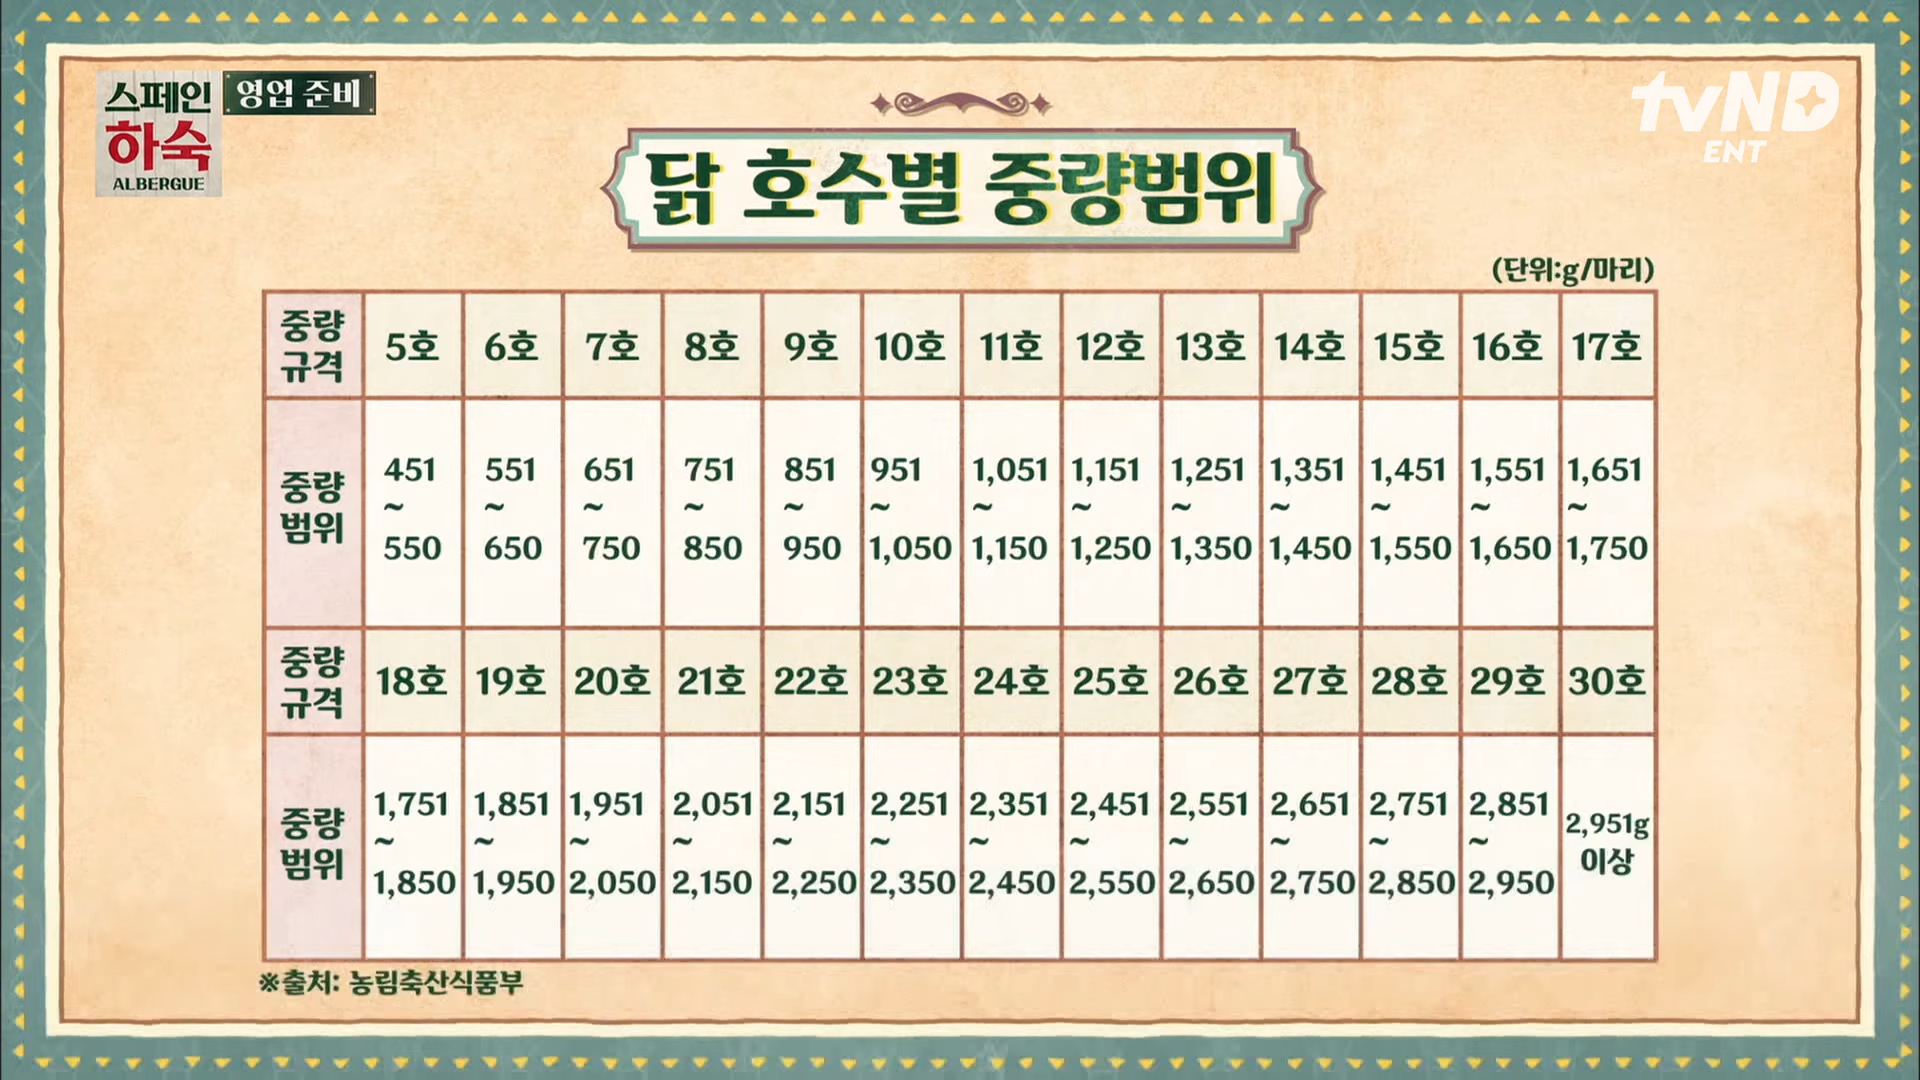 스페인
하숙
ALBERGUE
영업 준비
tvND
ENT
닭 호수별 중량범위
(단위:g/마리)
중량 규격 5호 6호 7호 8호 9호 10호 11호 12호 13호 14호 15호 16호 17호
중량 범위 451~550 551~650 651~750 751~850 851~950 951~1,050 1,051~1,150 1,151~1,250 1,251~1,350 1,351~1,450 1,451~1,550 1,551~1,650 1,651~1,750
중량 규격 18호 19호 20호 21호 22호 23호 24호 25호 26호 27호 28호 29호 30호
중량 범위 1,751~1,850 1,851~1,950 1,951~2,050 2,051~2,150 2,151~2,250 2,251~2,350 2,351~2,450 2,451~2,550 2,551~2,650 2,651~2,750 2,751~2,850 2,851~2,950 2,951g 이상
※출처: 농림축산식품부